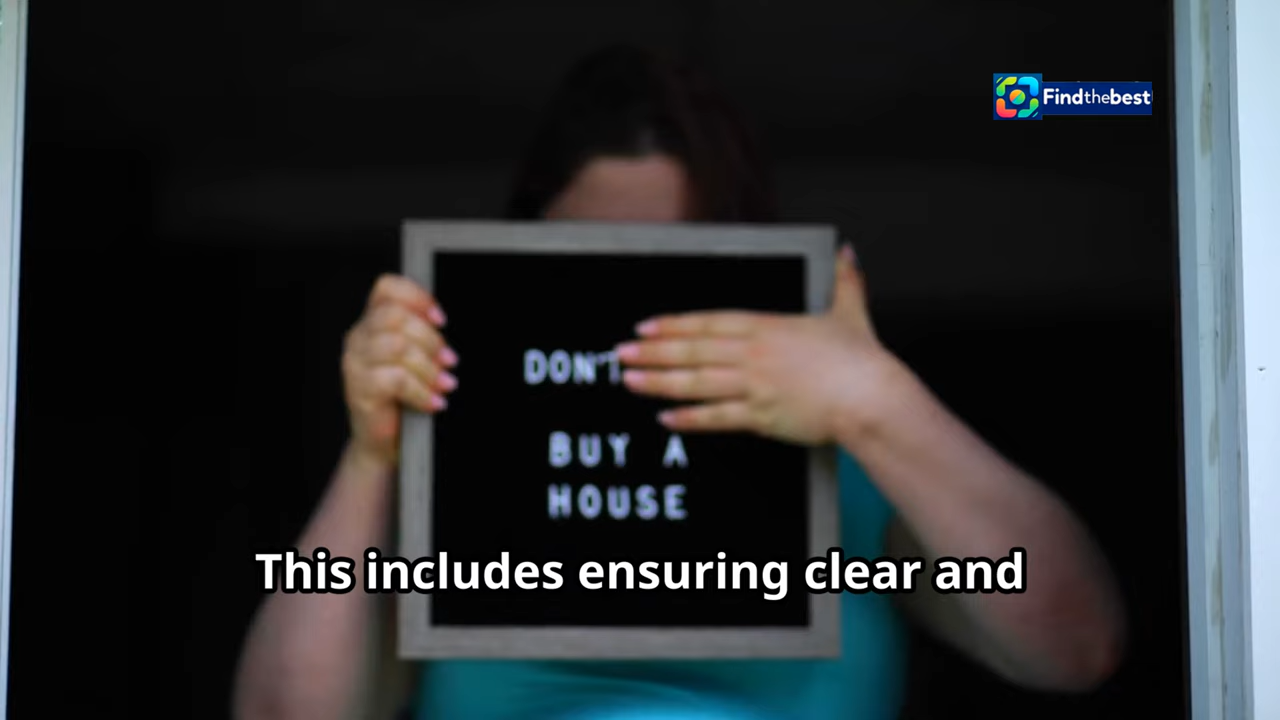 Findthebest
DON'T
BUY A
HOUSE
This includes ensuring clear and